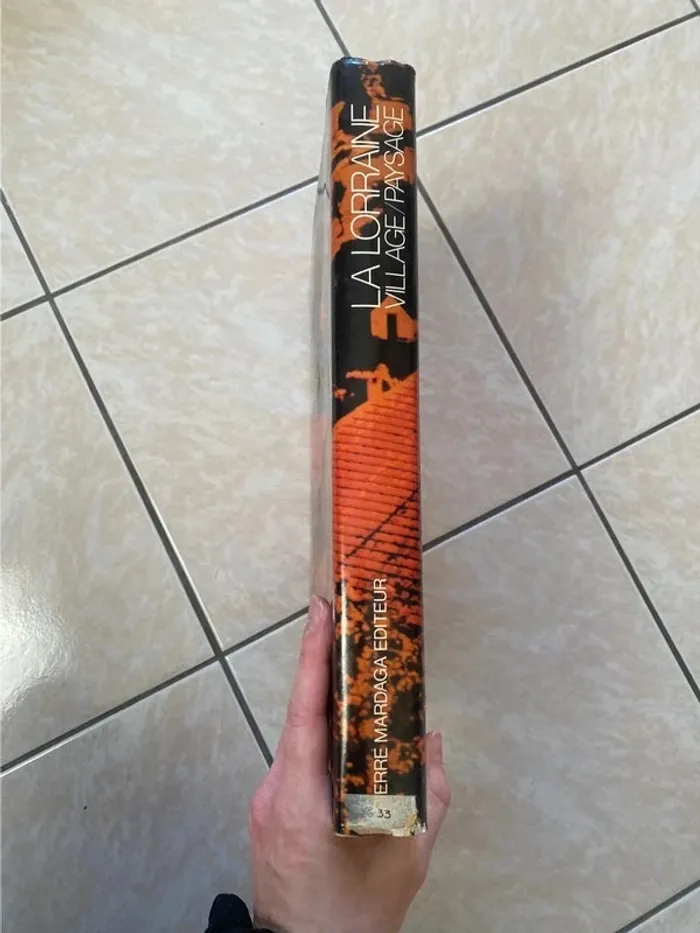 LA LORRAINE
VILLAGE/PAYSAGE
ERRE MARDAGA EDITEUR
33